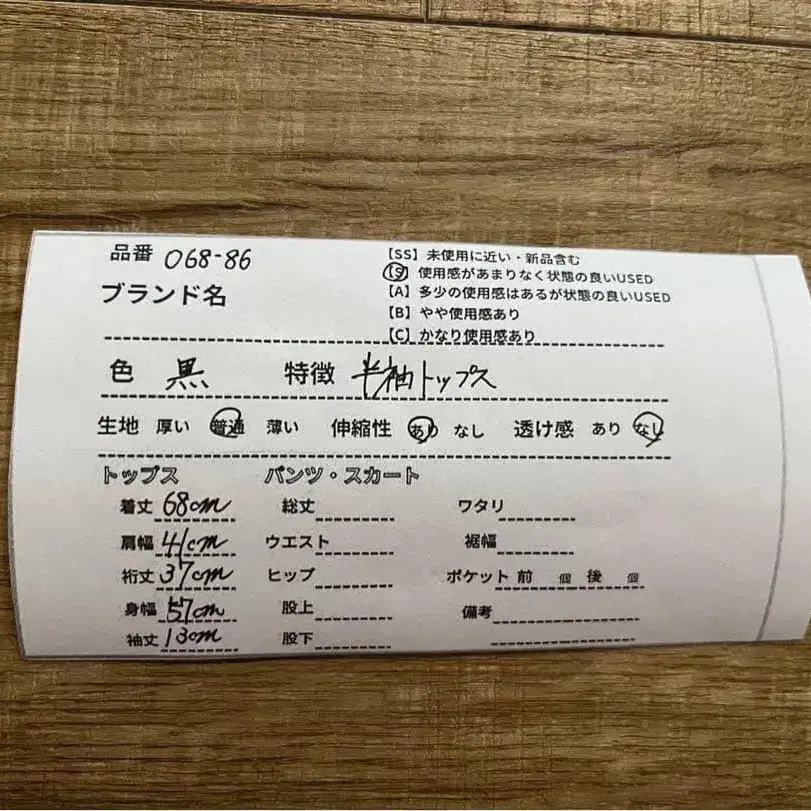 品番 068-86
ブランド名
【SS】未使用に近い・新品含む
【S】使用感があまりなく状態の良いUSED
【A】多少の使用感はあるが状態の良いUSED
【B】やや使用感あり
【C】かなり使用感あり
色 黒 特徴 半袖トップス
生地 厚い 普通 薄い 伸縮性 あり なし 透け感 あり なし
トップス パンツ・スカート
着丈 68cm 総丈 ワタリ
肩幅 41cm ウエスト 裾幅
裄丈 37cm ヒップ ポケット 前 個 後 個
身幅 57cm 股上 備考
袖丈 13cm 股下